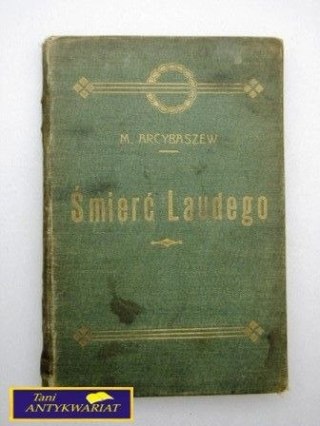 M. ARCYBASZEW
Śmierć Laudego
Tani
ANTYKWARIAT